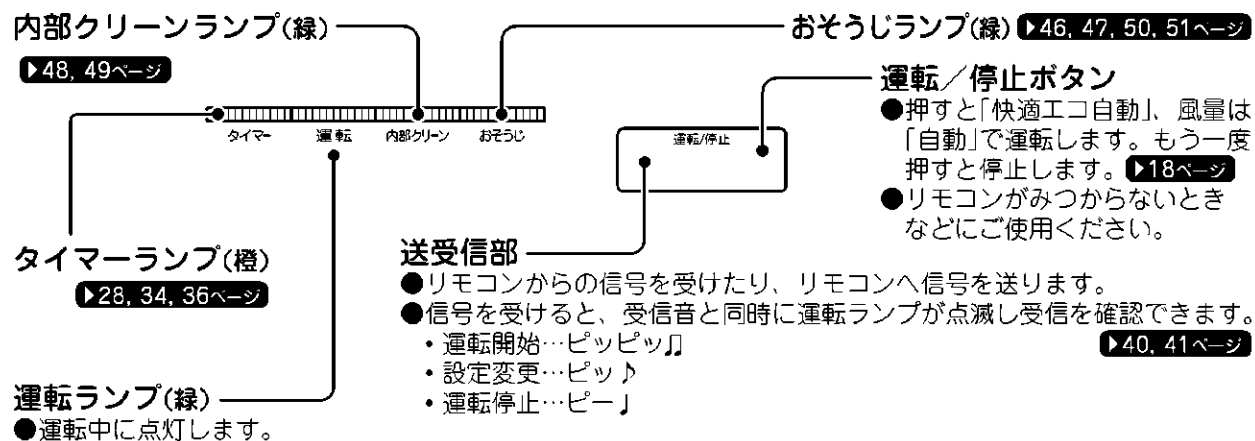 内部クリーンランプ(緑)
▶48, 49ページ
おそうじランプ(緑) ▶46, 47, 50, 51ページ
タイマー 運転 内部クリーン おそうじ
運転/停止
運転／停止ボタン
●押すと「快適エコ自動」、風量は
「自動」で運転します。もう一度
押すと停止します。▶18ページ
●リモコンがみつからないとき
などにご使用ください。
タイマーランプ(橙)
▶28, 34, 36ページ
送受信部
●リモコンからの信号を受けたり、リモコンへ信号を送ります。
●信号を受けると、受信音と同時に運転ランプが点滅し受信を確認できます。
▶40, 41ページ
・運転開始…ピッピッ♫
・設定変更…ピッ♪
・運転停止…ピー♩
運転ランプ(緑)
●運転中に点灯します。